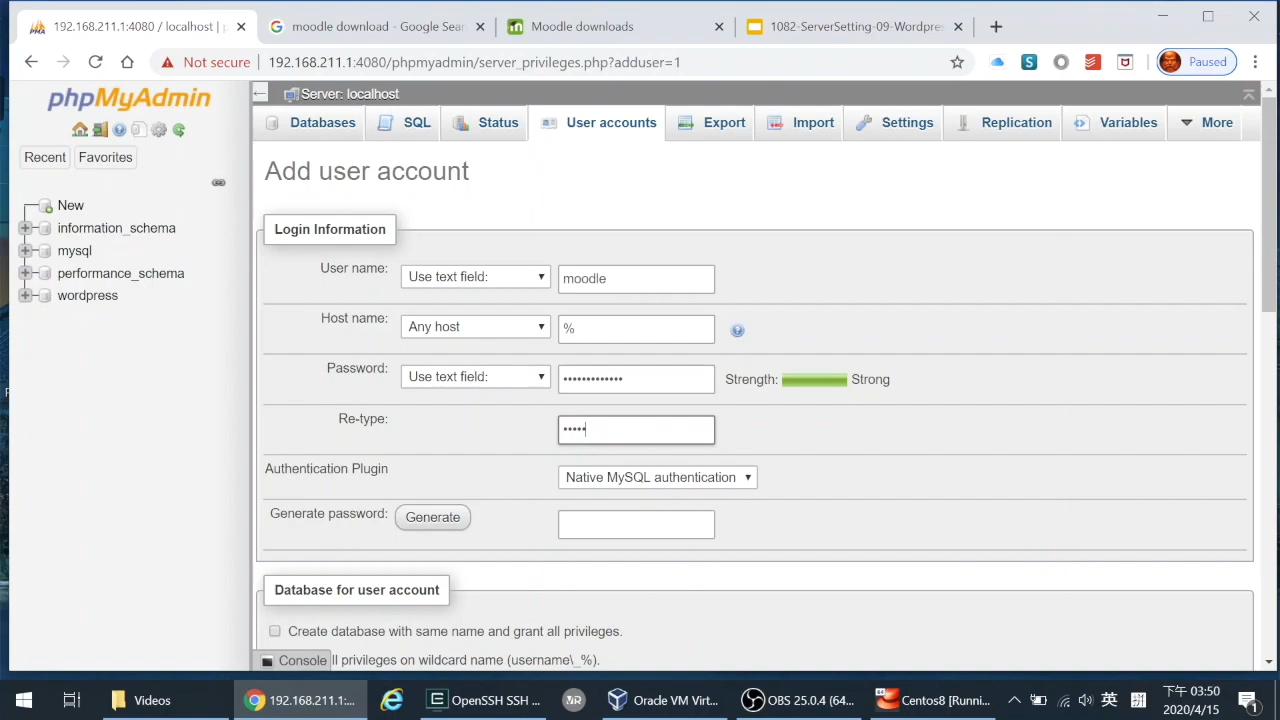 192.168.211.1:4080 / localhost | p
moodle download - Google Sear
Moodle downloads
1082-ServerSetting-09-Wordpres
Not secure
192.168.211.1:4080/phpmyadmin/server_privileges.php?adduser=1
Paused
phpMyAdmin
Recent
Favorites
New
information_schema
mysql
performance_schema
wordpress
Server: localhost
Databases
SQL
Status
User accounts
Export
Import
Settings
Replication
Variables
More
Add user account
Login Information
User name:
Use text field:
moodle
Host name:
Any host
%
Password:
Use text field:
•••••••••••••
Strength:
Strong
Re-type:
•••••
Authentication Plugin
Native MySQL authentication
Generate password:
Generate
Database for user account
Create database with same name and grant all privileges.
Console
ll privileges on wildcard name (username\_%).
Videos
192.168.211.1:...
OpenSSH SSH ...
Oracle VM Virt...
OBS 25.0.4 (64...
Centos8 [Runni...
英
下午 03:50
2020/4/15
1